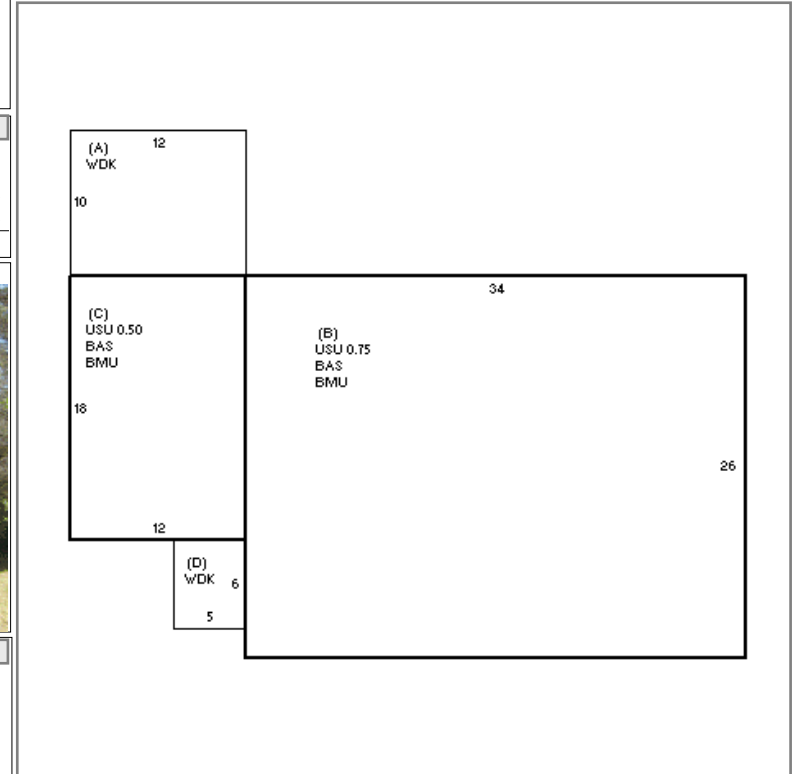 (A)
WDK
12
10
34
(C)
USU 0.50
BAS
BMU
18
12
(B)
USU 0.75
BAS
BMU
26
(D)
WDK
6
5